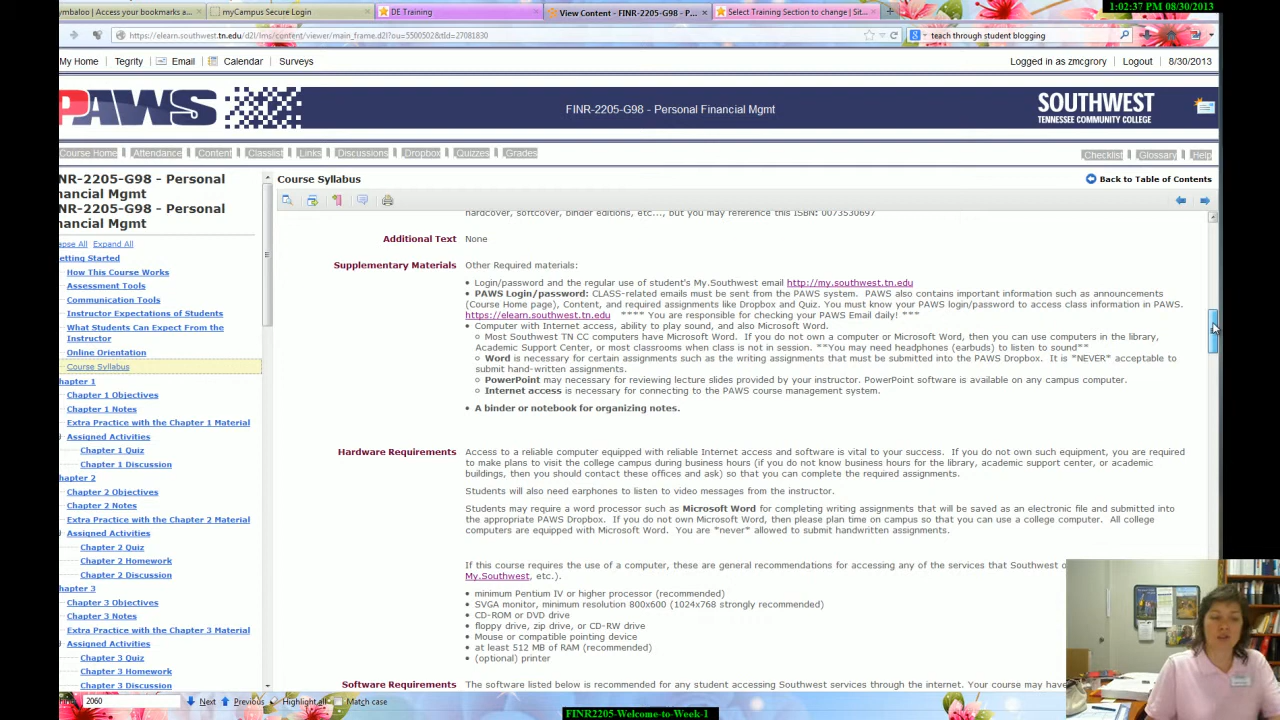 1:02:37 PM 08/30/2013
ymbaloo | Access your bookmarks a...
myCampus Secure Login
DE Training
View Content - FINR-2205-G98 - P...
Select Training Section to change | Sit...
https://elearn.southwest.tn.edu/d2l/lms/content/viewer/main_frame.d2l?ou=5500502&tId=27081830
teach through student blogging
My Home Tegrity Email Calendar Surveys
Logged in as zmcgrory Logout 8/30/2013
PAWS
FINR-2205-G98 - Personal Financial Mgmt
SOUTHWEST
TENNESSEE COMMUNITY COLLEGE
Course Home Attendance Content Classlist Links Discussions Dropbox Quizzes Grades
Checklist Glossary Help
NR-2205-G98 - Personal
nancial Mgmt
NR-2205-G98 - Personal
nancial Mgmt
apse All Expand All
etting Started
How This Course Works
Assessment Tools
Communication Tools
Instructor Expectations of Students
What Students Can Expect From the
Instructor
Online Orientation
Course Syllabus
hapter 1
Chapter 1 Objectives
Chapter 1 Notes
Extra Practice with the Chapter 1 Material
Assigned Activities
Chapter 1 Quiz
Chapter 1 Discussion
hapter 2
Chapter 2 Objectives
Chapter 2 Notes
Extra Practice with the Chapter 2 Material
Assigned Activities
Chapter 2 Quiz
Chapter 2 Homework
Chapter 2 Discussion
hapter 3
Chapter 3 Objectives
Chapter 3 Notes
Extra Practice with the Chapter 3 Material
Assigned Activities
Chapter 3 Quiz
Chapter 3 Homework
Chapter 3 Discussion
Course Syllabus
Back to Table of Contents
hardcover, softcover, binder editions, etc..., but you may reference this ISBN: 0073530697
Additional Text None
Supplementary Materials Other Required materials:
• Login/password and the regular use of student's My.Southwest email http://my.southwest.tn.edu
• PAWS Login/password: CLASS-related emails must be sent from the PAWS system. PAWS also contains important information such as announcements
(Course Home page), Content, and required assignments like Dropbox and Quiz. You must know your PAWS login/password to access class information in PAWS.
https://elearn.southwest.tn.edu **** You are responsible for checking your PAWS Email daily! ***
• Computer with Internet access, ability to play sound, and also Microsoft Word.
○ Most Southwest TN CC computers have Microsoft Word. If you do not own a computer or Microsoft Word, then you can use computers in the library,
Academic Support Center, or most classrooms when class is not in session. **You may need headphones (earbuds) to listen to sound**
○ Word is necessary for certain assignments such as the writing assignments that must be submitted into the PAWS Dropbox. It is *NEVER* acceptable to
submit hand-written assignments.
○ PowerPoint may necessary for reviewing lecture slides provided by your instructor. PowerPoint software is available on any campus computer.
○ Internet access is necessary for connecting to the PAWS course management system.
• A binder or notebook for organizing notes.
Hardware Requirements Access to a reliable computer equipped with reliable Internet access and software is vital to your success. If you do not own such equipment, you are required
to make plans to visit the college campus during business hours (if you do not know business hours for the library, academic support center, or academic
buildings, then you should contact these offices and ask) so that you can complete the required assignments.
Students will also need earphones to listen to video messages from the instructor.
Students may require a word processor such as Microsoft Word for completing writing assignments that will be saved as an electronic file and submitted into
the appropriate PAWS Dropbox. If you do not own Microsoft Word, then please plan time on campus so that you can use a college computer. All college
computers are equipped with Microsoft Word. You are *never* allowed to submit handwritten assignments.
If this course requires the use of a computer, these are general recommendations for accessing any of the services that Southwest o
My.Southwest, etc.).
• minimum Pentium IV or higher processor (recommended)
• SVGA monitor, minimum resolution 800x600 (1024x768 strongly recommended)
• CD-ROM or DVD drive
• floppy drive, zip drive, or CD-RW drive
• Mouse or compatible pointing device
• at least 512 MB of RAM (recommended)
• (optional) printer
Software Requirements The software listed below is recommended for any student accessing Southwest through the internet. Your course may have
2060 Next Previous Highlight all Match case
FINR2205-Welcome-to-Week-1